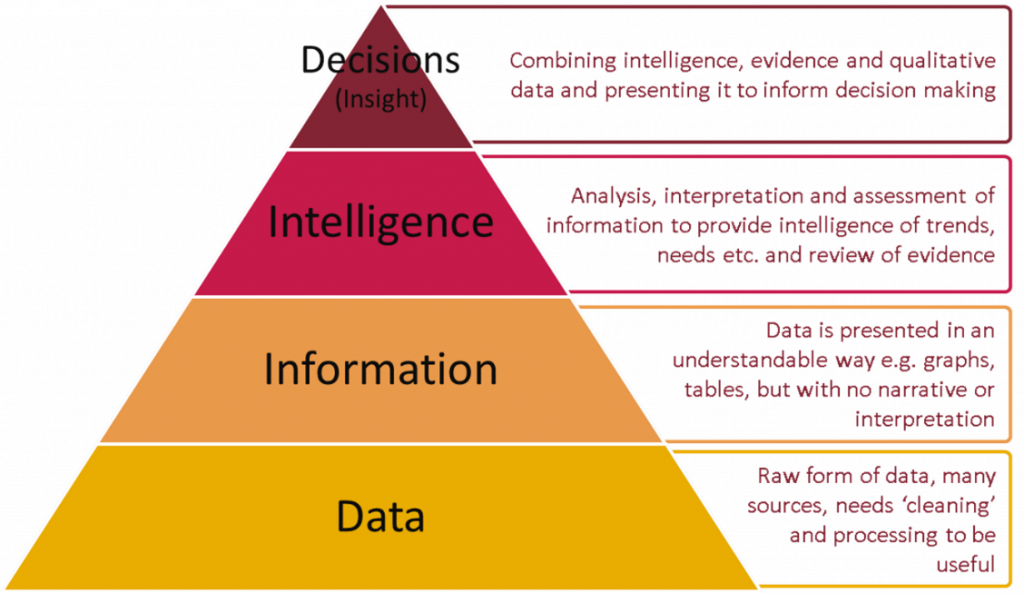 Decisions
(Insight)
Combining intelligence, evidence and qualitative
data and presenting it to inform decision making
Intelligence
Analysis, interpretation and assessment of
information to provide intelligence of trends,
needs etc. and review of evidence
Information
Data is presented in an
understandable way e.g. graphs,
tables, but with no narrative or
interpretation
Data
Raw form of data, many
sources, needs ‘cleaning’
and processing to be
useful